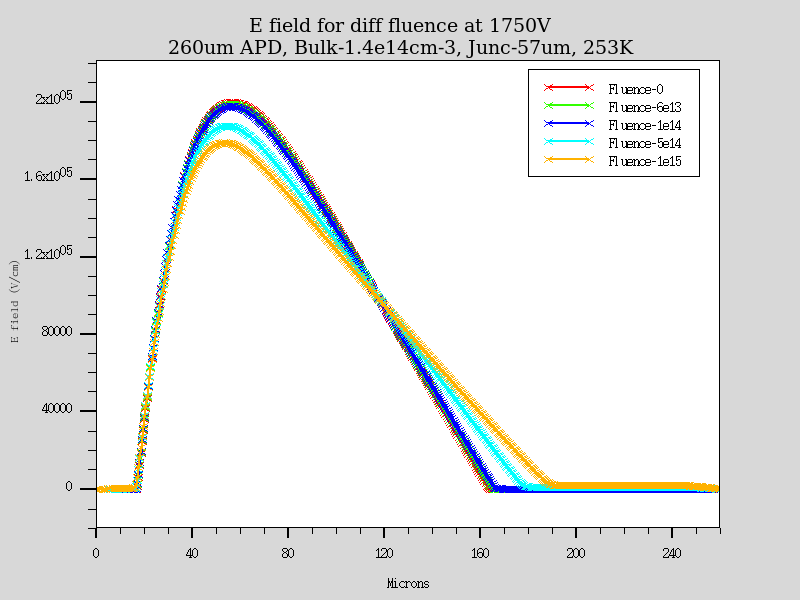 E field for diff fluence at 1750V
260um APD, Bulk-1.4e14cm-3, Junc-57um, 253K
Fluence-0
Fluence-6e13
Fluence-1e14
Fluence-5e14
Fluence-1e15
2x10^05
1.6x10^05
1.2x10^05
80000
40000
0
E field (V/cm)
0 40 80 120 160 200 240
Microns